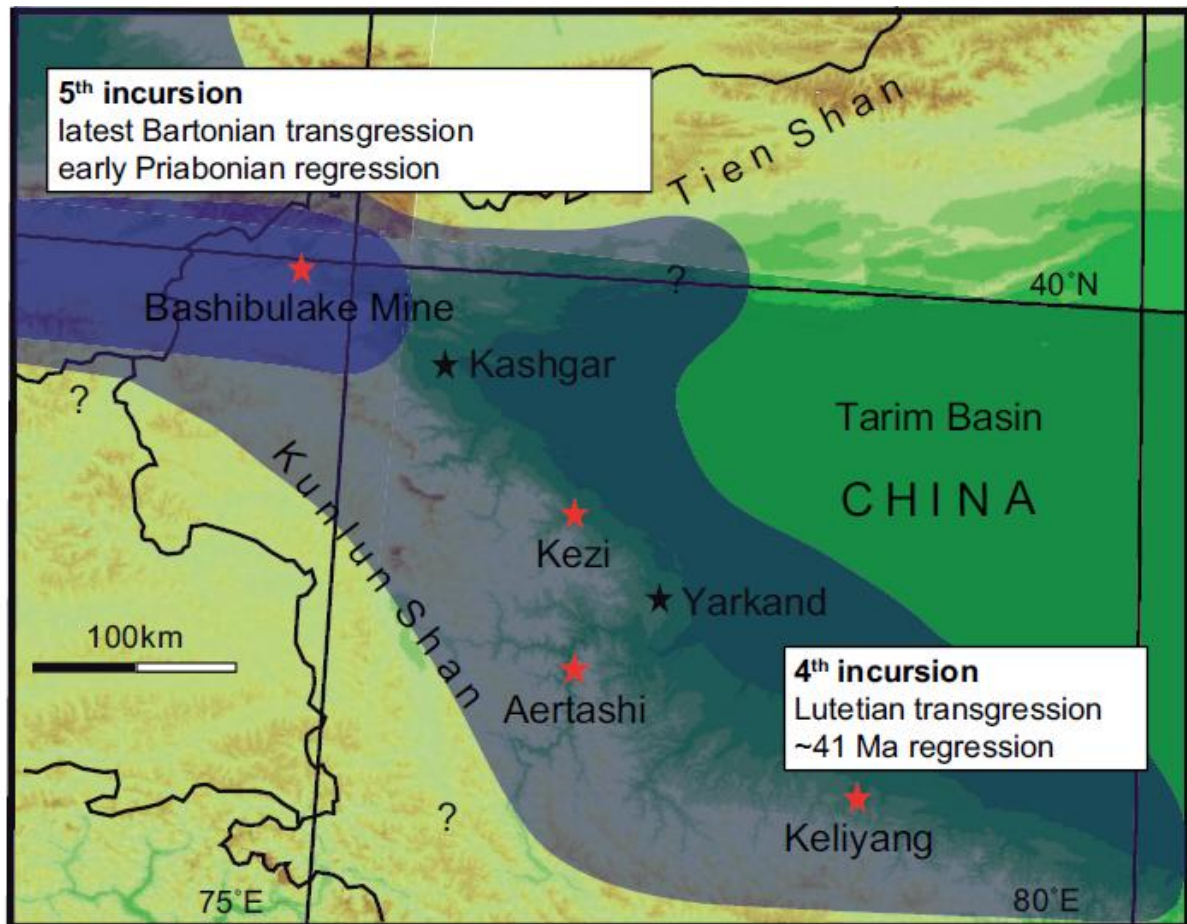 5th incursion
latest Bartonian transgression
early Priabonian regression
Tien Shan
40°N
?
Bashibulake Mine
Kashgar
?
Tarim Basin
CHINA
Kunlun Shan
Kezi
Yarkand
100km
Aertashi
4th incursion
Lutetian transgression
~41 Ma regression
?
Keliyang
75°E
80°E